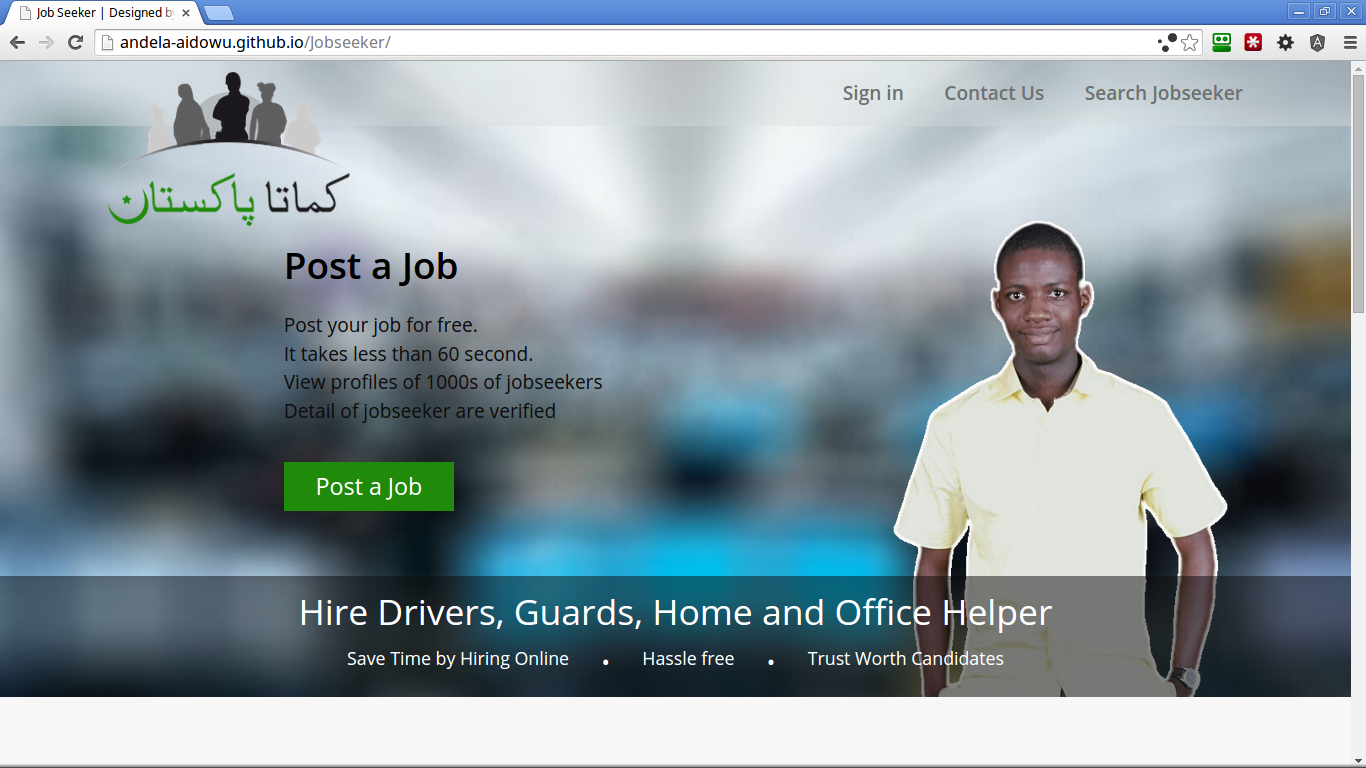 Job Seeker | Designed by
andela-aidowu.github.io/Jobseeker/
Sign in
Contact Us
Search Jobseeker
کماتا پاکستان
Post a Job
Post your job for free.
It takes less than 60 second.
View profiles of 1000s of jobseekers
Detail of jobseeker are verified
Post a Job
Hire Drivers, Guards, Home and Office Helper
Save Time by Hiring Online • Hassle free • Trust Worth Candidates